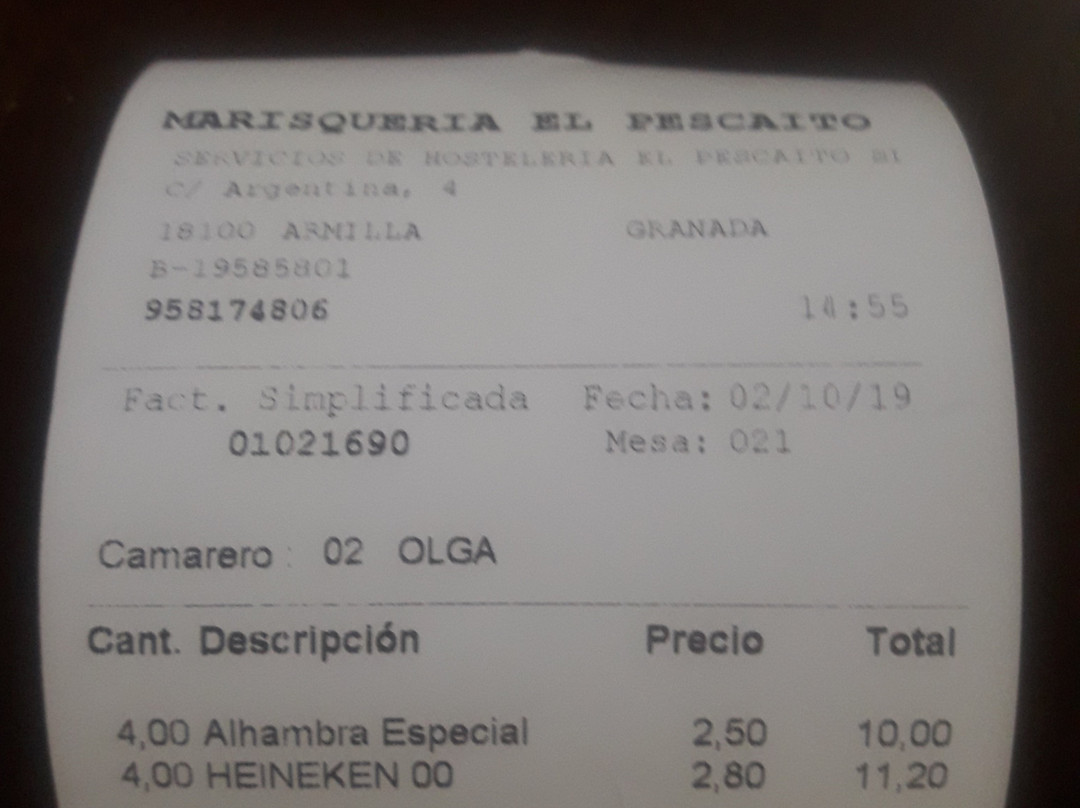 MARISQUERIA EL PESCAITO
SERVICIOS DE HOSTELERIA EL PESCAITO Sl
C/ Argentina, 4
18100 ARMILLA GRANADA
B-19585801
958174806 14:55
Fact. Simplificada Fecha: 02/10/19
01021690 Mesa: 021
Camarero : 02 OLGA
Cant. Descripción Precio Total
4,00 Alhambra Especial 2,50 10,00
4,00 HEINEKEN 00 2,80 11,20